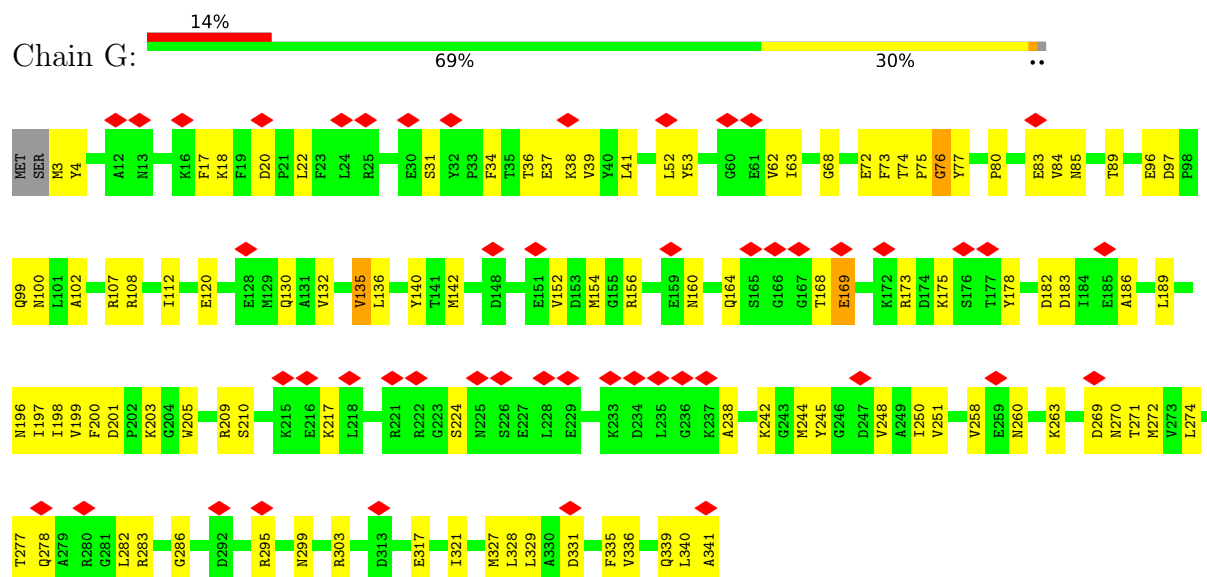 14%
Chain G:
69% 30% ••
MET SER M3 Y4 A12 N13 K16 F17 K18 F19 D20 P21 L22 F23 L24 R25 E30 S31 Y32 P33 F34 T35 T36 E37 K38 V39 Y40 L41 L52 Y53 G60 E61 V62 I63 G68 E72 F73 T74 P75 G76 Y77 P80 E83 V84 N85 T89 E96 D97 P98
Q99 N100 L101 A102 R107 R108 I112 E120 E128 M129 Q130 A131 V132 V135 L136 Y140 T141 M142 D148 E151 V152 D153 M154 G155 R156 E159 N160 Q164 S165 G166 G167 T168 E169 K172 R173 D174 K175 S176 T177 Y178 D182 D183 I184 E185 A186 L189
N196 I197 I198 V199 F200 D201 P202 K203 G204 W205 R209 S210 K215 E216 K217 L218 R221 R222 G223 S224 N225 S226 E227 L228 E229 K233 D234 L235 G236 K237 A238 K242 G243 M244 Y245 G246 D247 V248 A249 I250 V251 V258 E259 N260 K263 D269 N270 T271 M272 V273 L274
T277 Q278 A279 R280 G281 L282 R283 G286 D292 R295 N299 R303 D313 E317 I321 M327 L328 L329 A330 D331 F335 V336 Q339 L340 A341